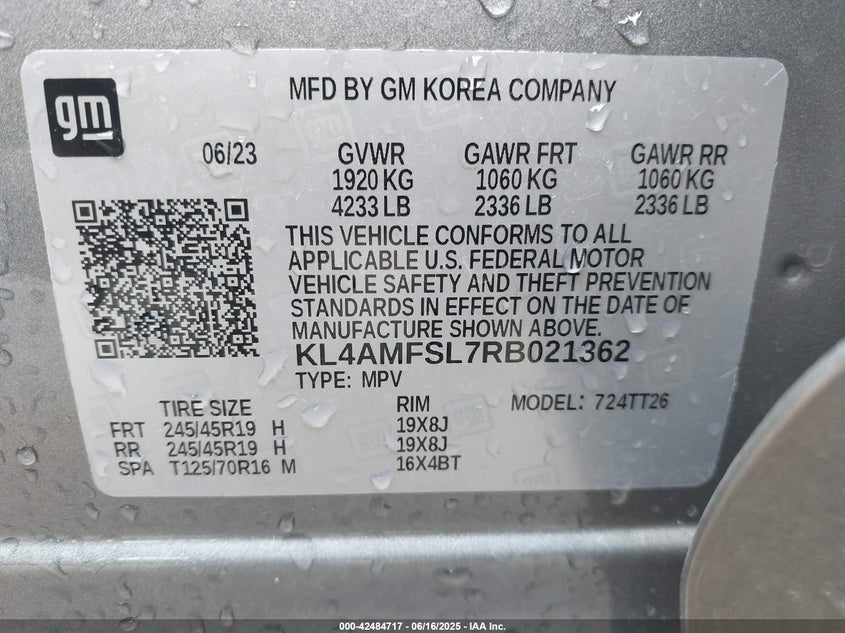 gm
MFD BY GM KOREA COMPANY
06/23 GVWR GAWR FRT GAWR RR
1920 KG 1060 KG 1060 KG
4233 LB 2336 LB 2336 LB
THIS VEHICLE CONFORMS TO ALL
APPLICABLE U.S. FEDERAL MOTOR
VEHICLE SAFETY AND THEFT PREVENTION
STANDARDS IN EFFECT ON THE DATE OF
MANUFACTURE SHOWN ABOVE.
KL4AMFSL7RB021362
TYPE: MPV
TIRE SIZE RIM MODEL: 724TT26
FRT 245/45R19 H 19X8J
RR 245/45R19 H 19X8J
SPA T125/70R16 M 16X4BT
000-42484717 - 06/16/2025 - IAA Inc.